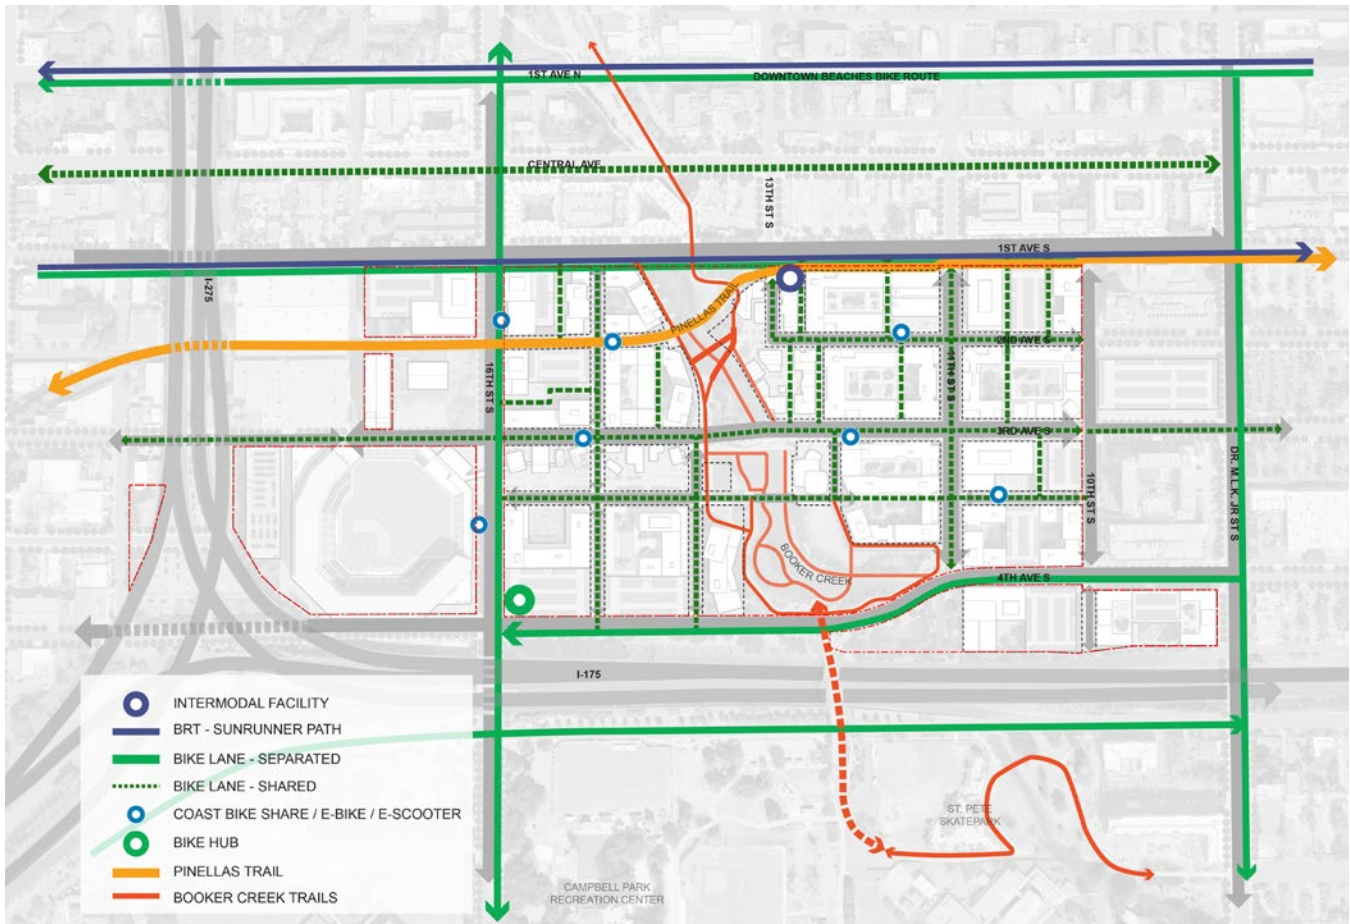 1ST AVE N
DOWNTOWN BEACHES BIKE ROUTE
CENTRAL AVE
13TH ST S
1ST AVE S
I-275
PINELLAS TRAIL
2ND AVE S
16TH ST S
11TH ST S
3RD AVE S
10TH ST S
DR. M.L.K. JR ST S
BOOKER CREEK
4TH AVE S
I-175
INTERMODAL FACILITY
BRT - SUNRUNNER PATH
BIKE LANE - SEPARATED
BIKE LANE - SHARED
COAST BIKE SHARE / E-BIKE / E-SCOOTER
BIKE HUB
PINELLAS TRAIL
BOOKER CREEK TRAILS
ST. PETE
SKATEPARK
CAMPBELL PARK
RECREATION CENTER